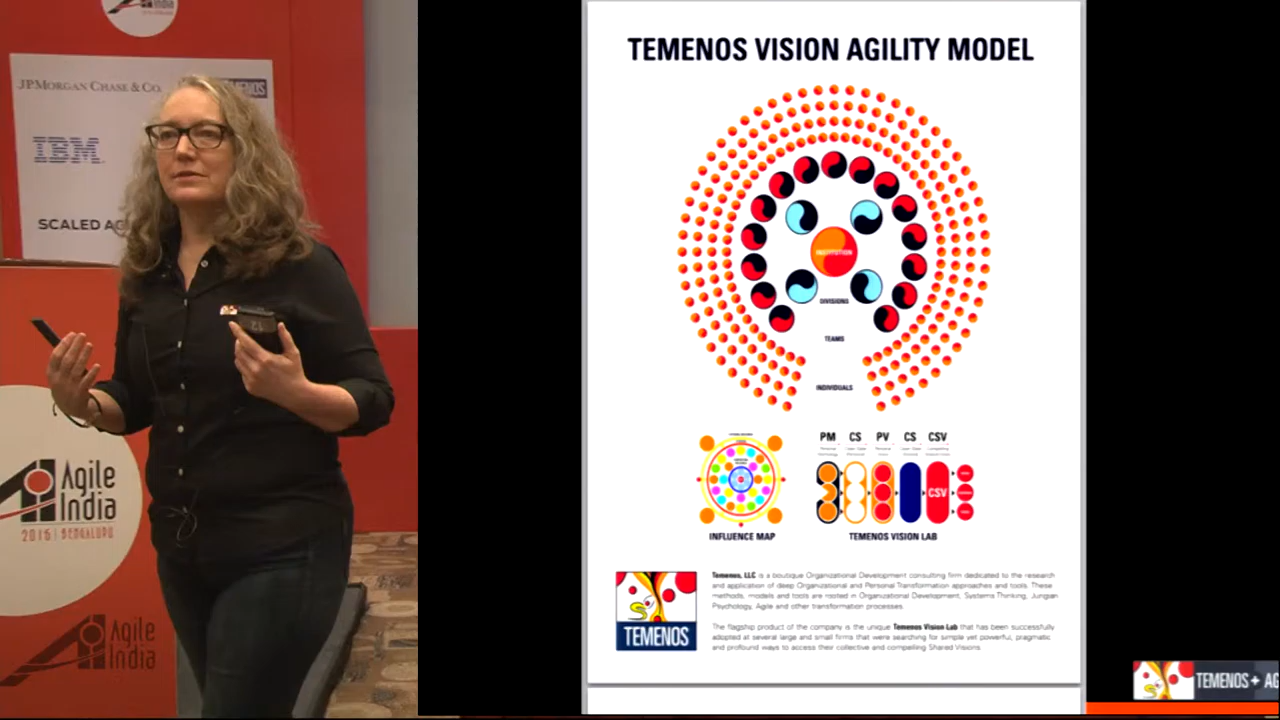 J.P.MORGAN CHASE & CO.
IBM
SCALED AG
Agile
India
2016 | BENGALURU
Agile
India
TEMENOS VISION AGILITY MODEL
INSTITUTION
DIVISIONS
TEAMS
INDIVIDUALS
PM CS PV CS CSV
CSV
INFLUENCE MAP
TEMENOS VISION LAB
TEMENOS
Temenos, LLC is a boutique Organizational Development consulting firm dedicated to the research
and application of deep Organizational and Personal Transformation approaches and tools. These
methods, models and tools are rooted in Organizational Development, Systems Thinking, Jungian
Psychology, Agile and other transformation processes.
The flagship product of the company is the unique Temenos Vision Lab that has been successfully
adopted at several large and small firms that were searching for simple yet powerful, pragmatic
and profound ways to access their collective and compelling Shared Visions.
TEMENOS + AG